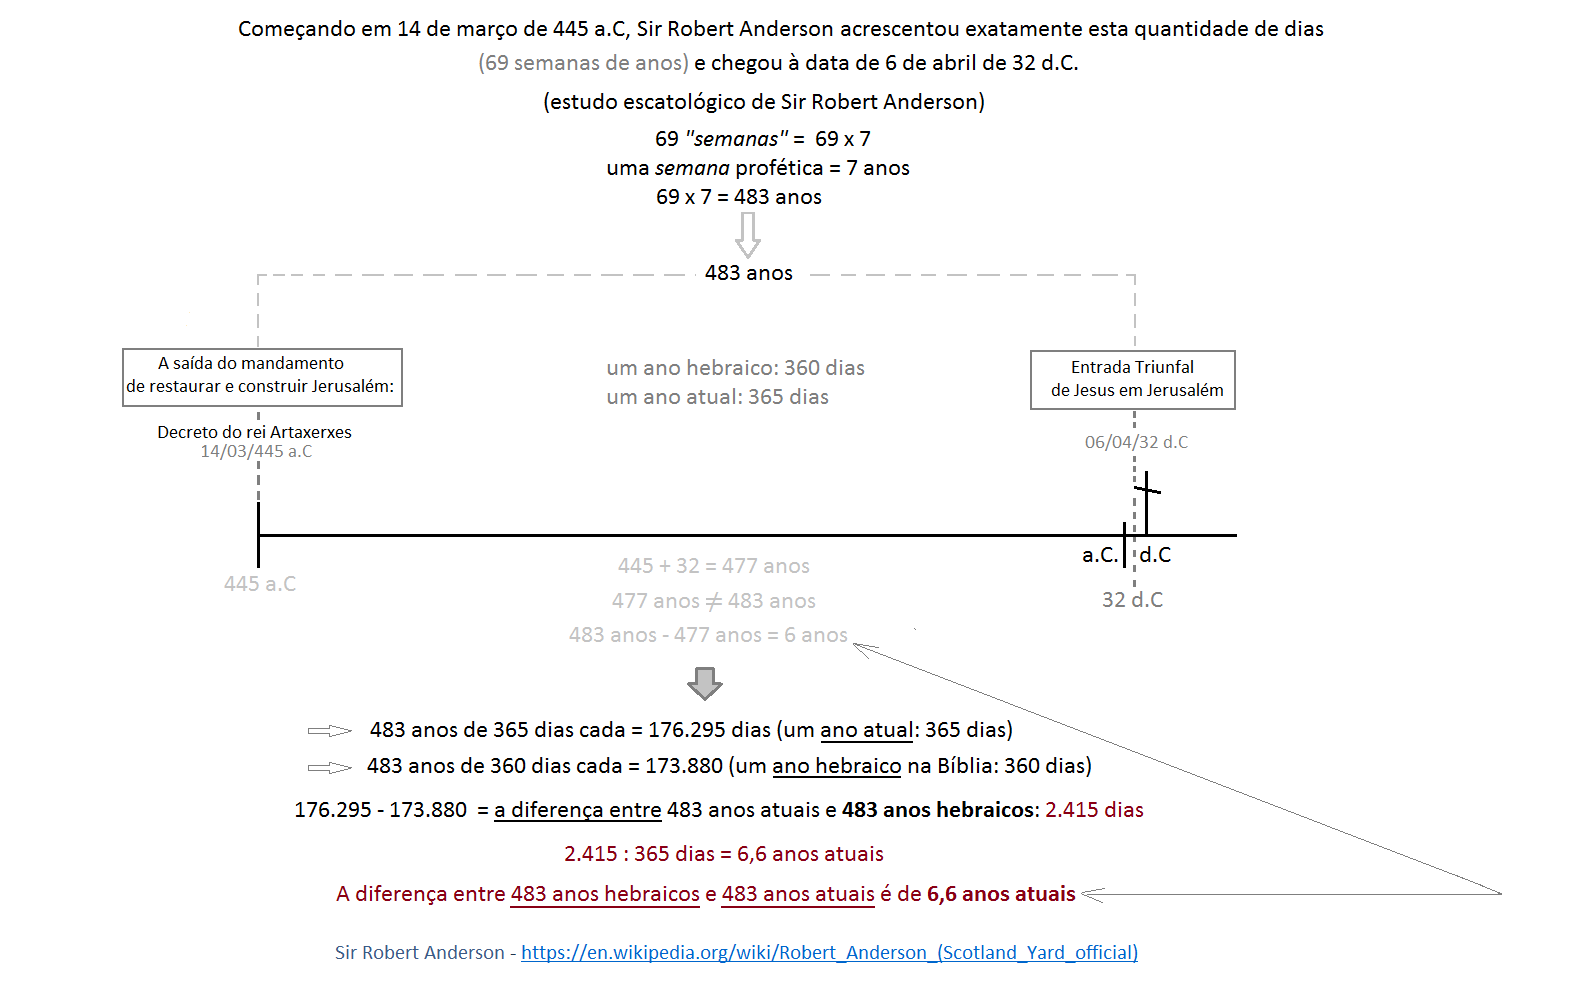 Começando em 14 de março de 445 a.C, Sir Robert Anderson acrescentou exatamente esta quantidade de dias
(69 semanas de anos) e chegou à data de 6 de abril de 32 d.C.
(estudo escatológico de Sir Robert Anderson)
69 "semanas" = 69 x 7
uma semana profética = 7 anos
69 x 7 = 483 anos
483 anos
A saída do mandamento
de restaurar e construir Jerusalém:
Decreto do rei Artaxerxes
14/03/445 a.C
um ano hebraico: 360 dias
um ano atual: 365 dias
Entrada Triunfal
de Jesus em Jerusalém
06/04/32 d.C
a.C.
d.C
445 a.C
32 d.C
445 + 32 = 477 anos
477 anos ≠ 483 anos
483 anos - 477 anos = 6 anos
483 anos de 365 dias cada = 176.295 dias (um ano atual: 365 dias)
483 anos de 360 dias cada = 173.880 (um ano hebraico na Bíblia: 360 dias)
176.295 - 173.880 = a diferença entre 483 anos atuais e 483 anos hebraicos: 2.415 dias
2.415 : 365 dias = 6,6 anos atuais
A diferença entre 483 anos hebraicos e 483 anos atuais é de 6,6 anos atuais
Sir Robert Anderson - https://en.wikipedia.org/wiki/Robert_Anderson_(Scotland_Yard_official)